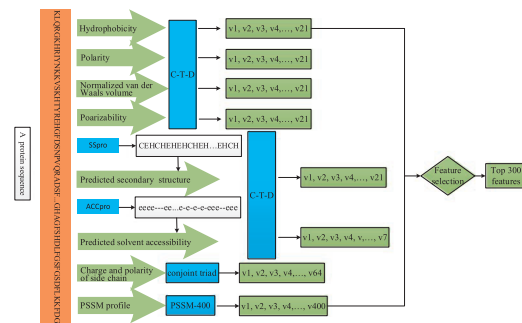 A protein sequence
Hydrophobicity
v1, v2, v3, v4,…, v21
Polarity
v1, v2, v3, v4,…, v21
C-T-D
Normalized van der
Waals volume
v1, v2, v3, v4,…, v21
Poarizability
v1, v2, v3, v4,…, v21
SSpro
CEHCHEHEHCHEH…EHCH
C-T-D
Predicted secondary structure
v1, v2, v3, v4,…, v21
ACCpro
eeee---ee...e-e-e-e-eee--eee
Predicted solvent accessibility
v1, v2, v3, v4, v,…, v7
Charge and polarity
of side chain
conjoint triad
v1, v2, v3, v4,…, v64
PSSM profile
PSSM-400
v1, v2, v3, v4,…, v400
Feature
selection
Top 300
features